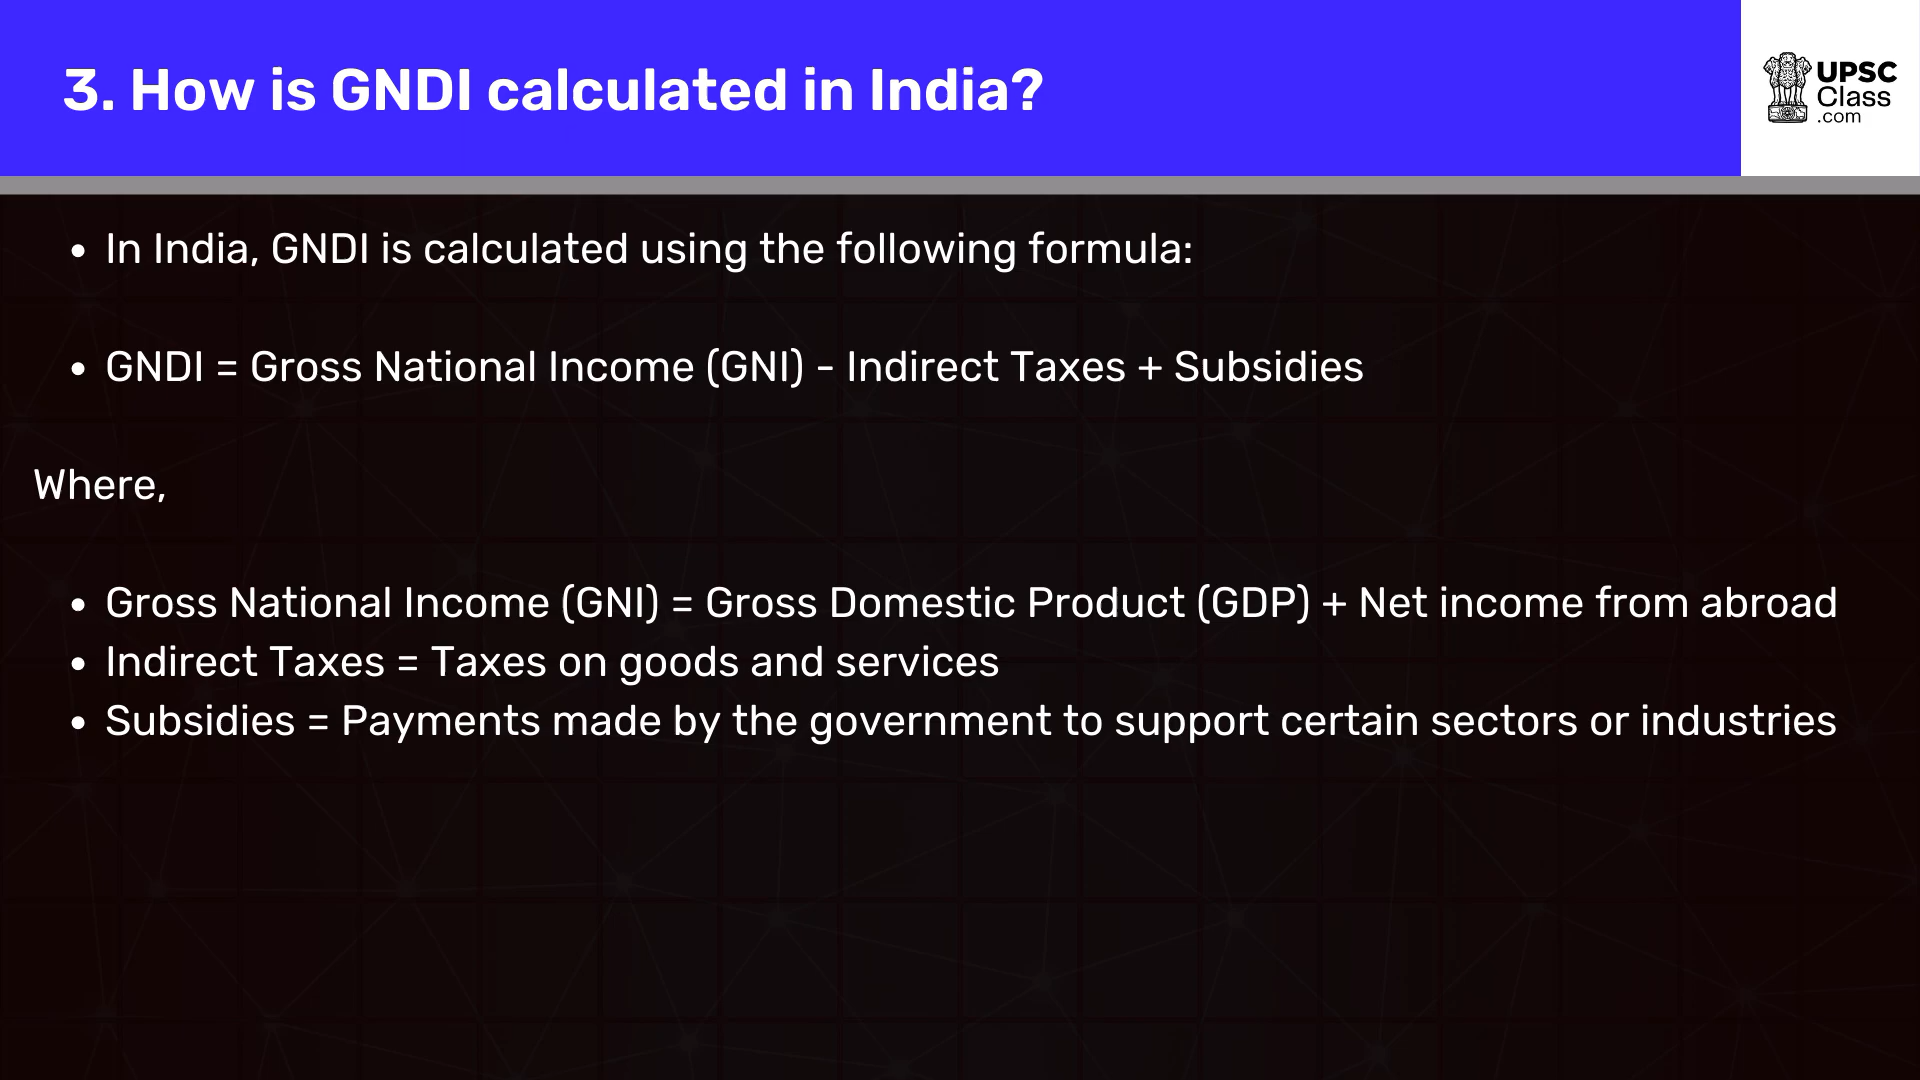 3. How is GNDI calculated in India?
UPSC
Class
.com
• In India, GNDI is calculated using the following formula:
• GNDI = Gross National Income (GNI) - Indirect Taxes + Subsidies
Where,
• Gross National Income (GNI) = Gross Domestic Product (GDP) + Net income from abroad
• Indirect Taxes = Taxes on goods and services
• Subsidies = Payments made by the government to support certain sectors or industries